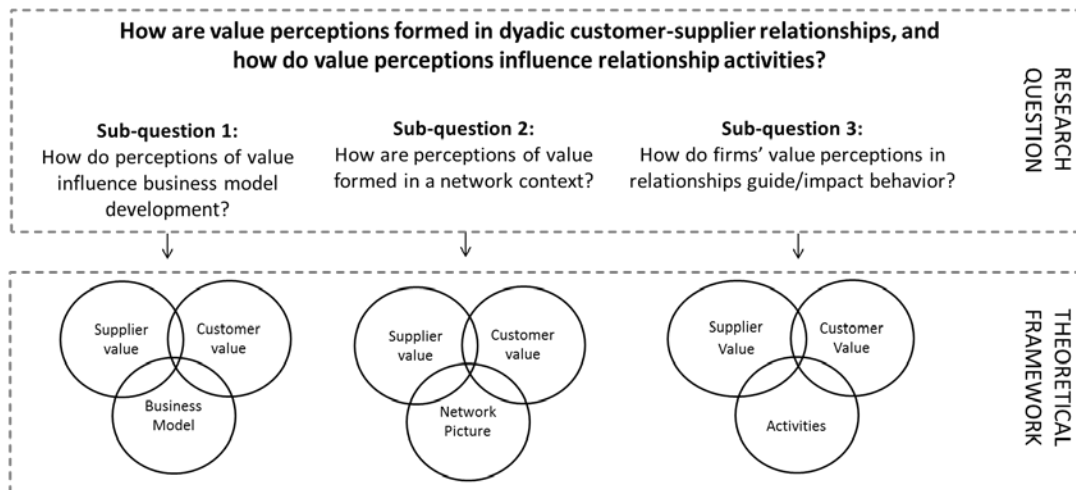 How are value perceptions formed in dyadic customer-supplier relationships, and
how do value perceptions influence relationship activities?
Sub-question 1:
How do perceptions of value
influence business model
development?
Sub-question 2:
How are perceptions of value
formed in a network context?
Sub-question 3:
How do firms' value perceptions in
relationships guide/impact behavior?
RESEARCH
QUESTION
Supplier
value
Customer
value
Business
Model
Supplier
value
Customer
value
Network
Picture
Supplier
Value
Customer
Value
Activities
THEORETICAL
FRAMEWORK